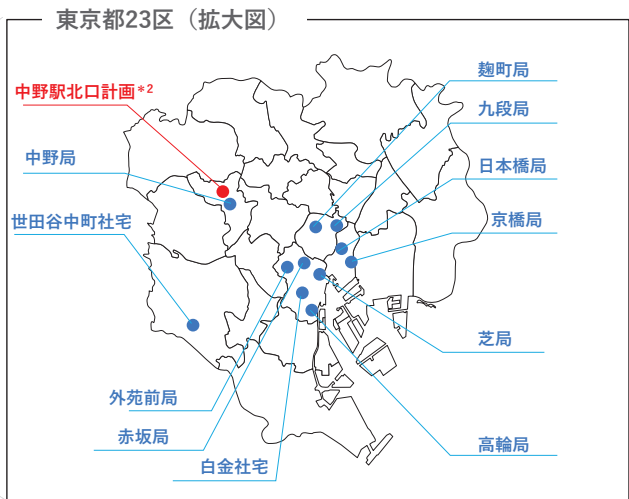 東京都23区（拡大図）
中野駅北口計画*2
中野局
世田谷中町社宅
麹町局
九段局
日本橋局
京橋局
芝局
外苑前局
赤坂局
白金社宅
高輪局